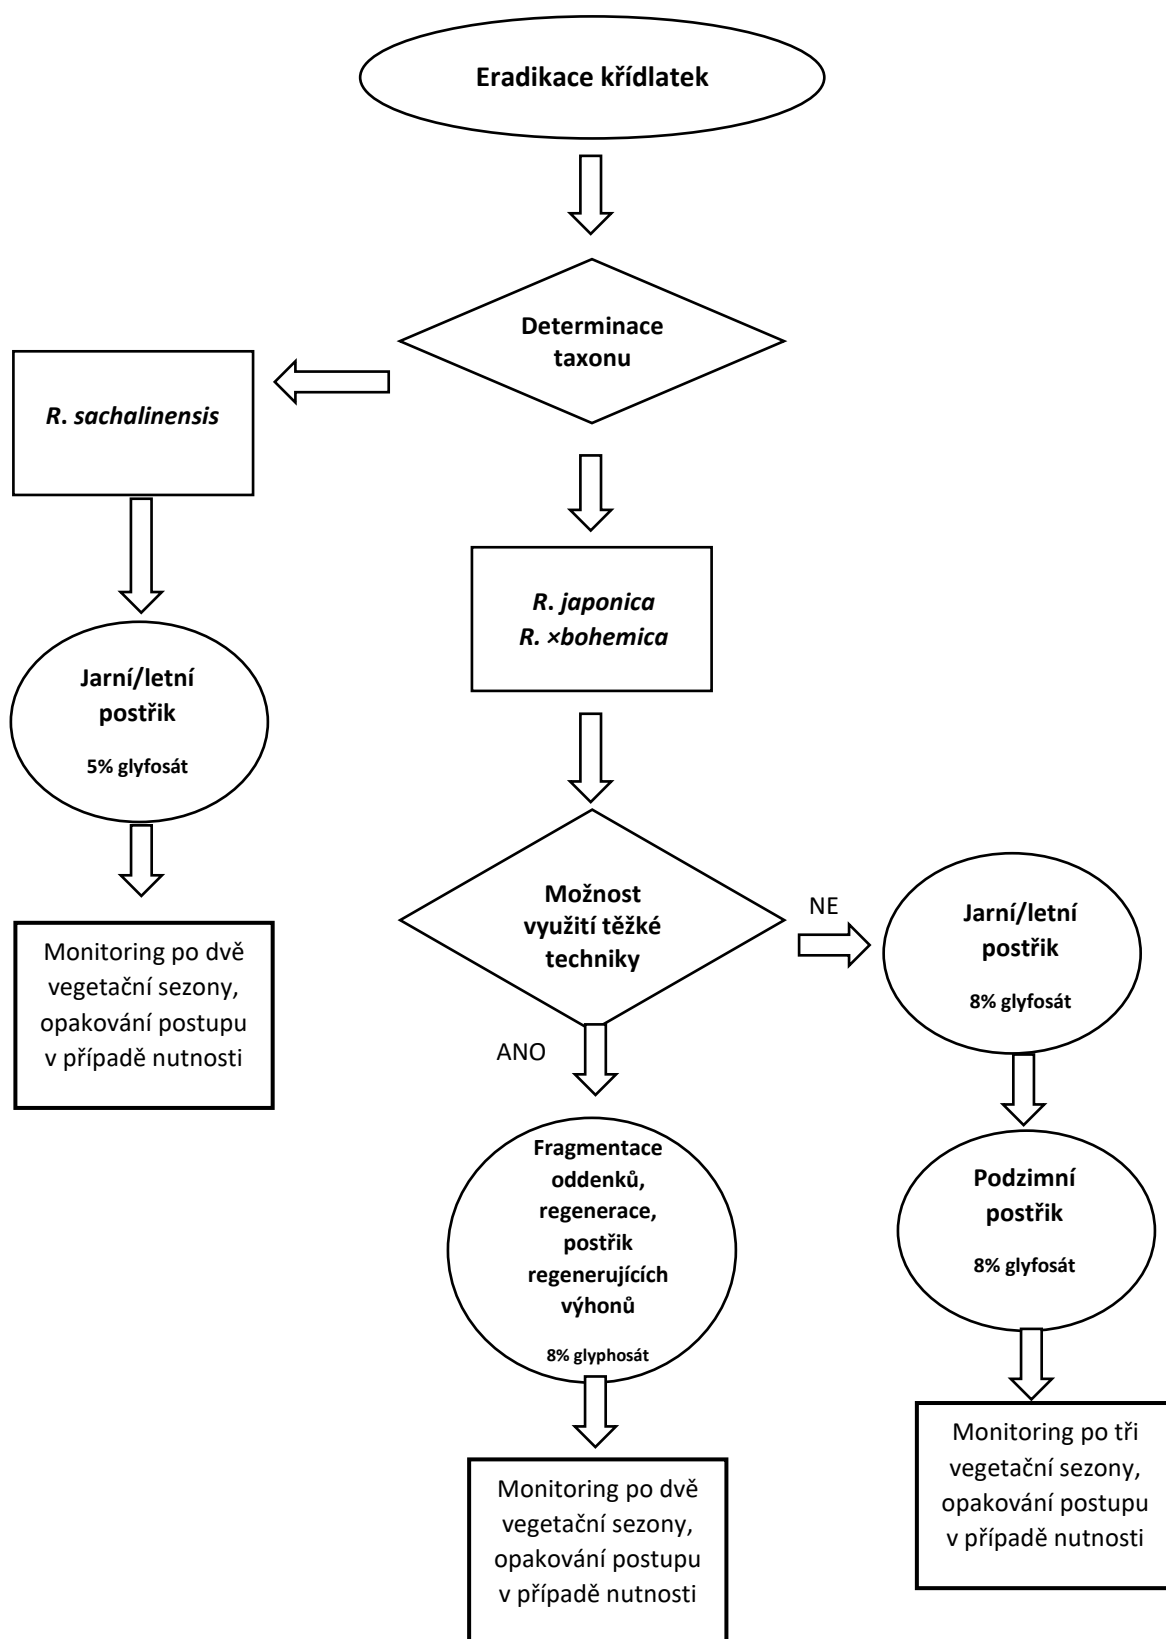 Eradikace křídlatek
Determinace
taxonu
R. sachalinensis
R. japonica
R. ×bohemica
Jarní/letní
postřik
5% glyfosát
Monitoring po dvě
vegetační sezony,
opakování postupu
v případě nutnosti
Možnost
využití těžké
techniky
NE
Jarní/letní
postřik
8% glyfosát
ANO
Fragmentace
oddenků,
regenerace,
postřik
regenerujících
výhonů
8% glyphosát
Podzimní
postřik
8% glyfosát
Monitoring po dvě
vegetační sezony,
opakování postupu
v případě nutnosti
Monitoring po tři
vegetační sezony,
opakování postupu
v případě nutnosti